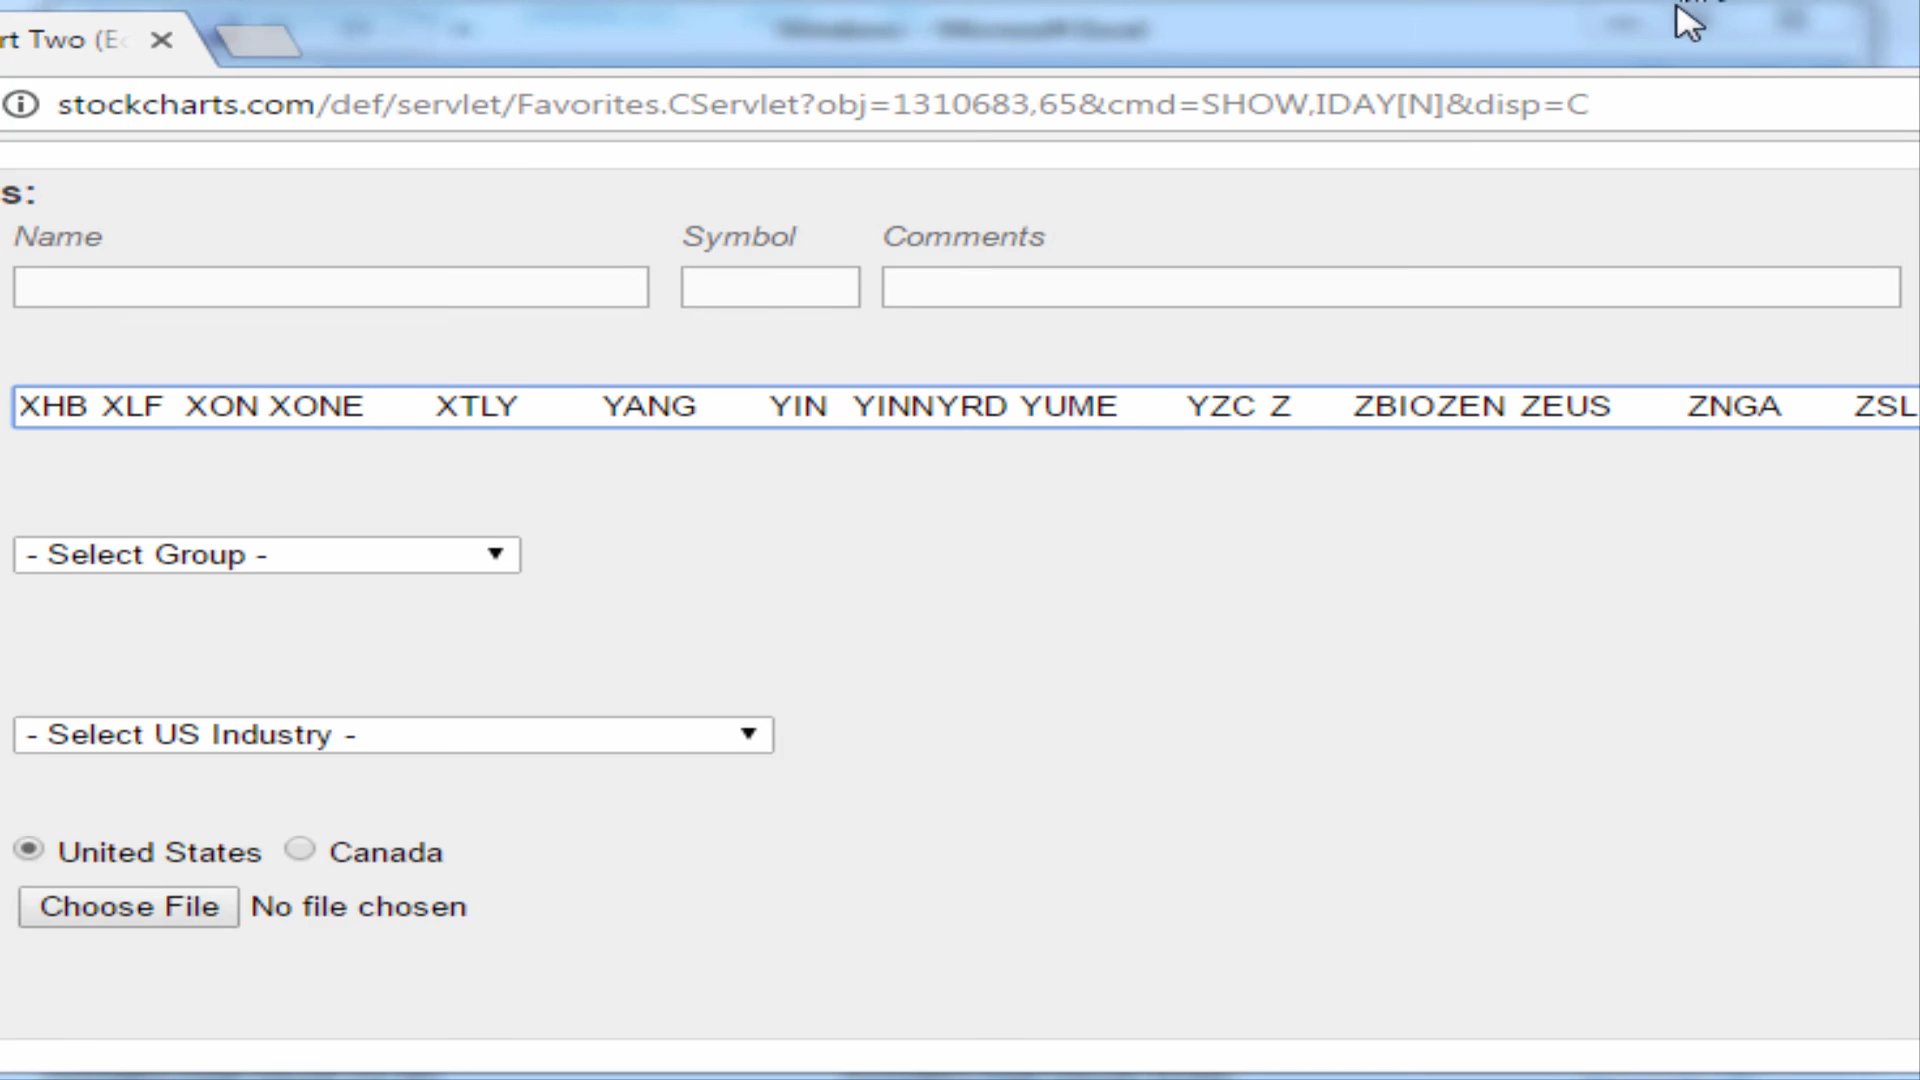 rt Two (Ec
stockcharts.com/def/servlet/Favorites.CServlet?obj=1310683,65&cmd=SHOW,IDAY[N]&disp=C
s:
Name Symbol Comments
XHB XLF XON XONE XTLY YANG YIN YINNYRD YUME YZC Z ZBIOZEN ZEUS ZNGA ZSL
- Select Group -
- Select US Industry -
United States Canada
Choose File No file chosen